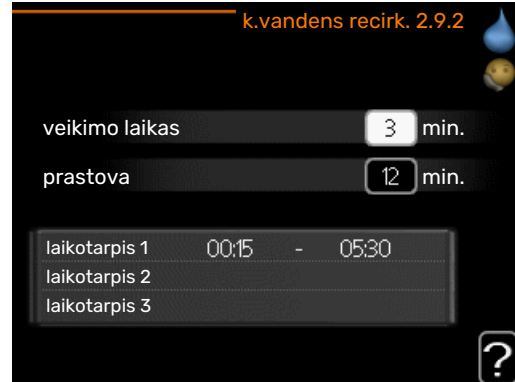 k.vandens recirk. 2.9.2
veikimo laikas 3 min.
prastova 12 min.
laikotarpis 1 00:15 - 05:30
laikotarpis 2
laikotarpis 3
?